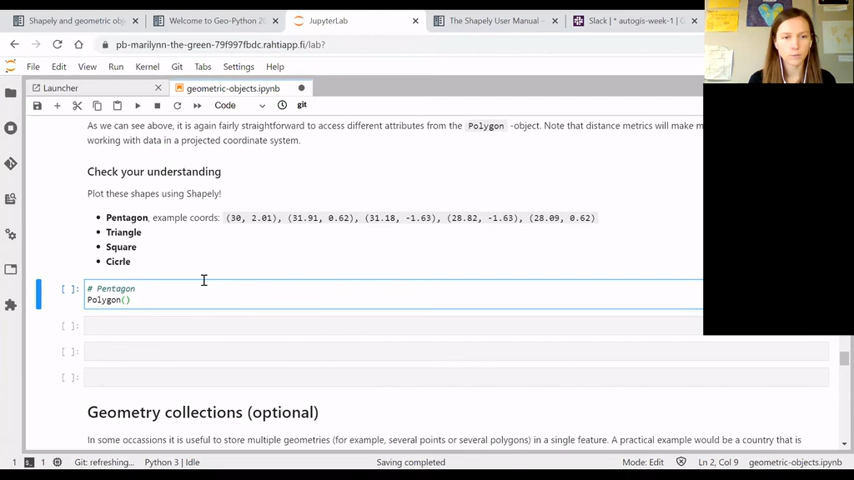 Shapely and geometric obj
Welcome to Geo-Python 20
JupyterLab
The Shapely User Manual —
Slack | * autogis-week-1 | G
pb-marilynn-the-green-79f997fbdc.rahtiapp.fi/lab?
File Edit View Run Kernel Git Tabs Settings Help
Launcher
geometric-objects.ipynb
Code
git
As we can see above, it is again fairly straightforward to access different attributes from the Polygon -object. Note that distance metrics will make m
working with data in a projected coordinate system.
Check your understanding
Plot these shapes using Shapely!
• Pentagon, example coords: (30, 2.01), (31.91, 0.62), (31.18, -1.63), (28.82, -1.63), (28.09, 0.62)
• Triangle
• Square
• Cicrle
[ ]: # Pentagon
Polygon()
[ ]:
[ ]:
[ ]:
Geometry collections (optional)
In some occassions it is useful to store multiple geometries (for example, several points or several polygons) in a single feature. A practical example would be a country that is
1 1 Git: refreshing... Python 3 | Idle Saving completed Mode: Edit Ln 2, Col 9 geometric-objects.ipynb